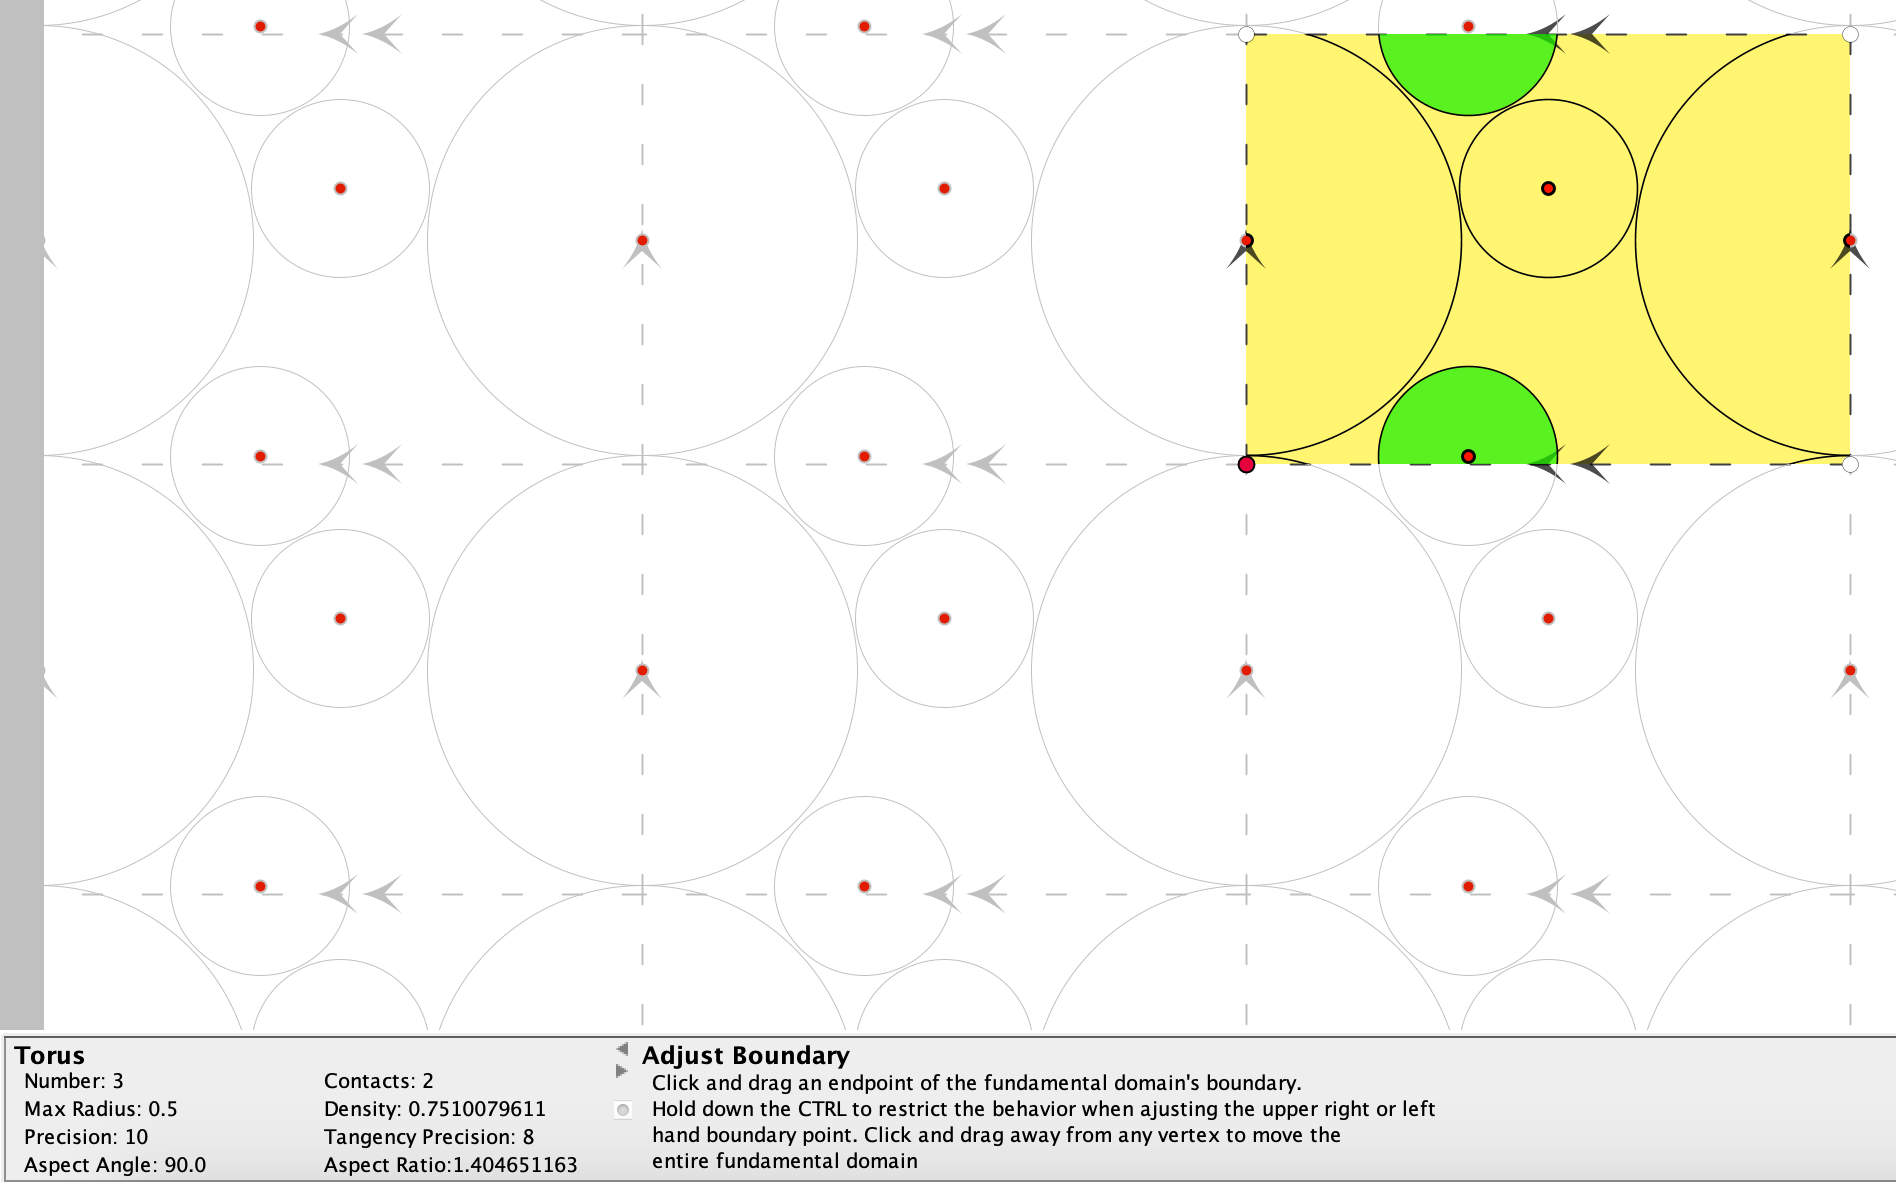 Torus
Number: 3
Contacts: 2
Max Radius: 0.5
Density: 0.7510079611
Precision: 10
Tangency Precision: 8
Aspect Angle: 90.0
Aspect Ratio:1.404651163
Adjust Boundary
Click and drag an endpoint of the fundamental domain's boundary.
Hold down the CTRL to restrict the behavior when ajusting the upper right or left
hand boundary point. Click and drag away from any vertex to move the
entire fundamental domain